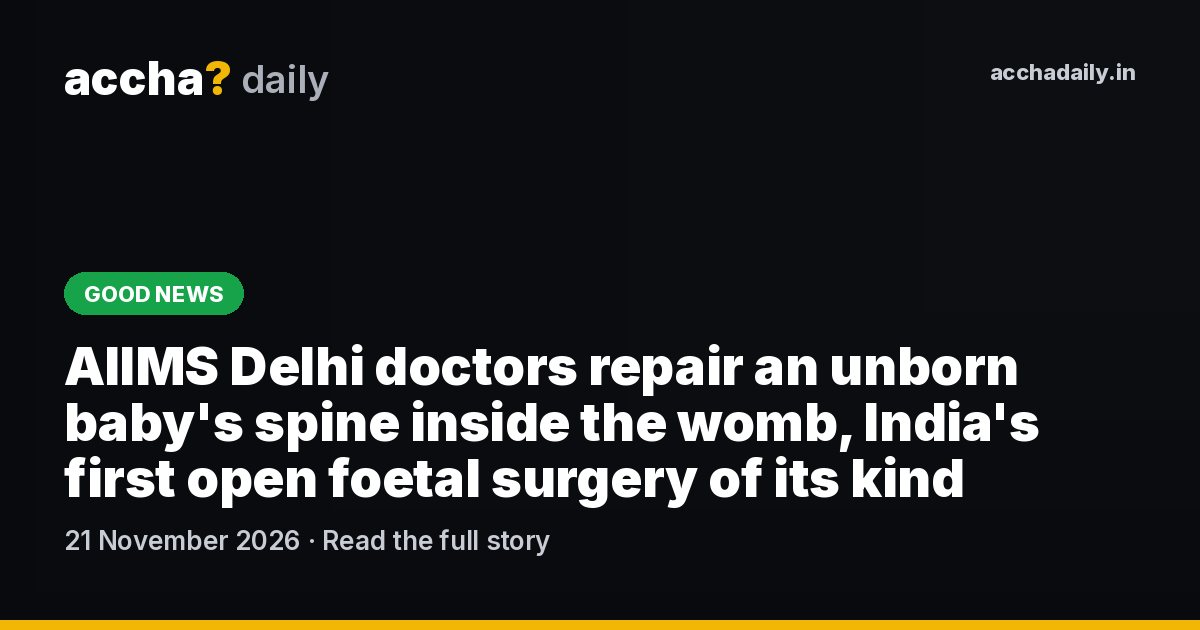 accha? daily
acchadaily.in
GOOD NEWS
AIIMS Delhi doctors repair an unborn
baby's spine inside the womb, India's
first open foetal surgery of its kind
21 November 2026 · Read the full story